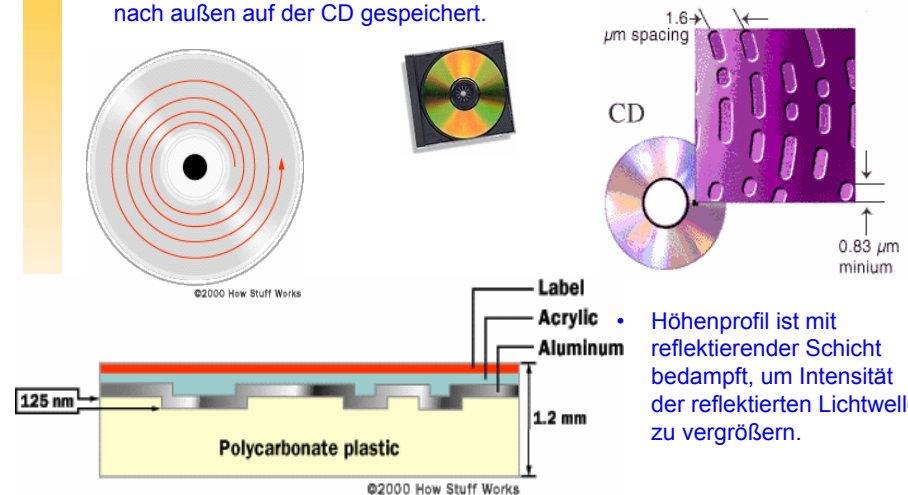 nach außen auf der CD gespeichert.
1.6
µm spacing
CD
0.83 µm
minium
©2000 How Stuff Works
Label
Acrylic
Aluminum
125 nm
1.2 mm
Polycarbonate plastic
©2000 How Stuff Works
• Höhenprofil ist mit
reflektierender Schicht
bedampft, um Intensität
der reflektierten Lichtwell
zu vergrößern.